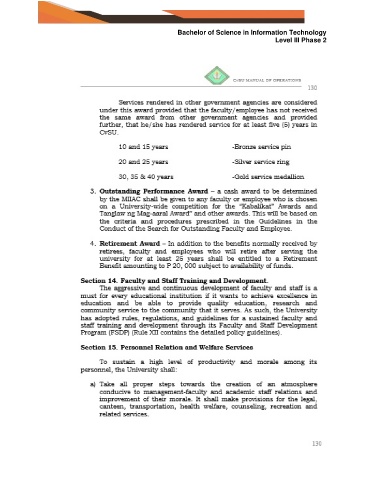 Bachelor of Science in Information Technology
Level III Phase 2
CvSU MANUAL OF OPERATIONS
130
Services rendered in other government agencies are considered
under this award provided that the faculty/employee has not received
the same award from other government agencies and provided
further, that he/she has rendered service for at least five (5) years in
CvSU.
10 and 15 years -Bronze service pin
20 and 25 years -Silver service ring
30, 35 & 40 years -Gold service medallion
3. Outstanding Performance Award – a cash award to be determined
by the MIIAC shall be given to any faculty or employee who is chosen
on a University-wide competition for the "Kabalikat" Awards and
Tanglaw ng Mag-aaral Award" and other awards. This will be based on
the criteria and procedures prescribed in the Guidelines in the
Conduct of the Search for Outstanding Faculty and Employee.
4. Retirement Award – In addition to the benefits normally received by
retirees, faculty and employees who will retire after serving the
university for at least 25 years shall be entitled to a Retirement
Benefit amounting to P 20, 000 subject to availability of funds.
Section 14. Faculty and Staff Training and Development.
The aggressive and continuous development of faculty and staff is a
must for every educational institution if it wants to achieve excellence in
education and be able to provide quality education, research and
community service to the community that it serves. As such, the University
has adopted rules, regulations, and guidelines for a sustained faculty and
staff training and development through its Faculty and Staff Development
Program (FSDP) (Rule XII contains the detailed policy guidelines).
Section 15. Personnel Relation and Welfare Services
To sustain a high level of productivity and morale among its
personnel, the University shall:
a) Take all proper steps towards the creation of an atmosphere
conducive to management-faculty and academic staff relations and
improvement of their morale. It shall make provisions for the legal,
canteen, transportation, health welfare, counseling, recreation and
related services.
130